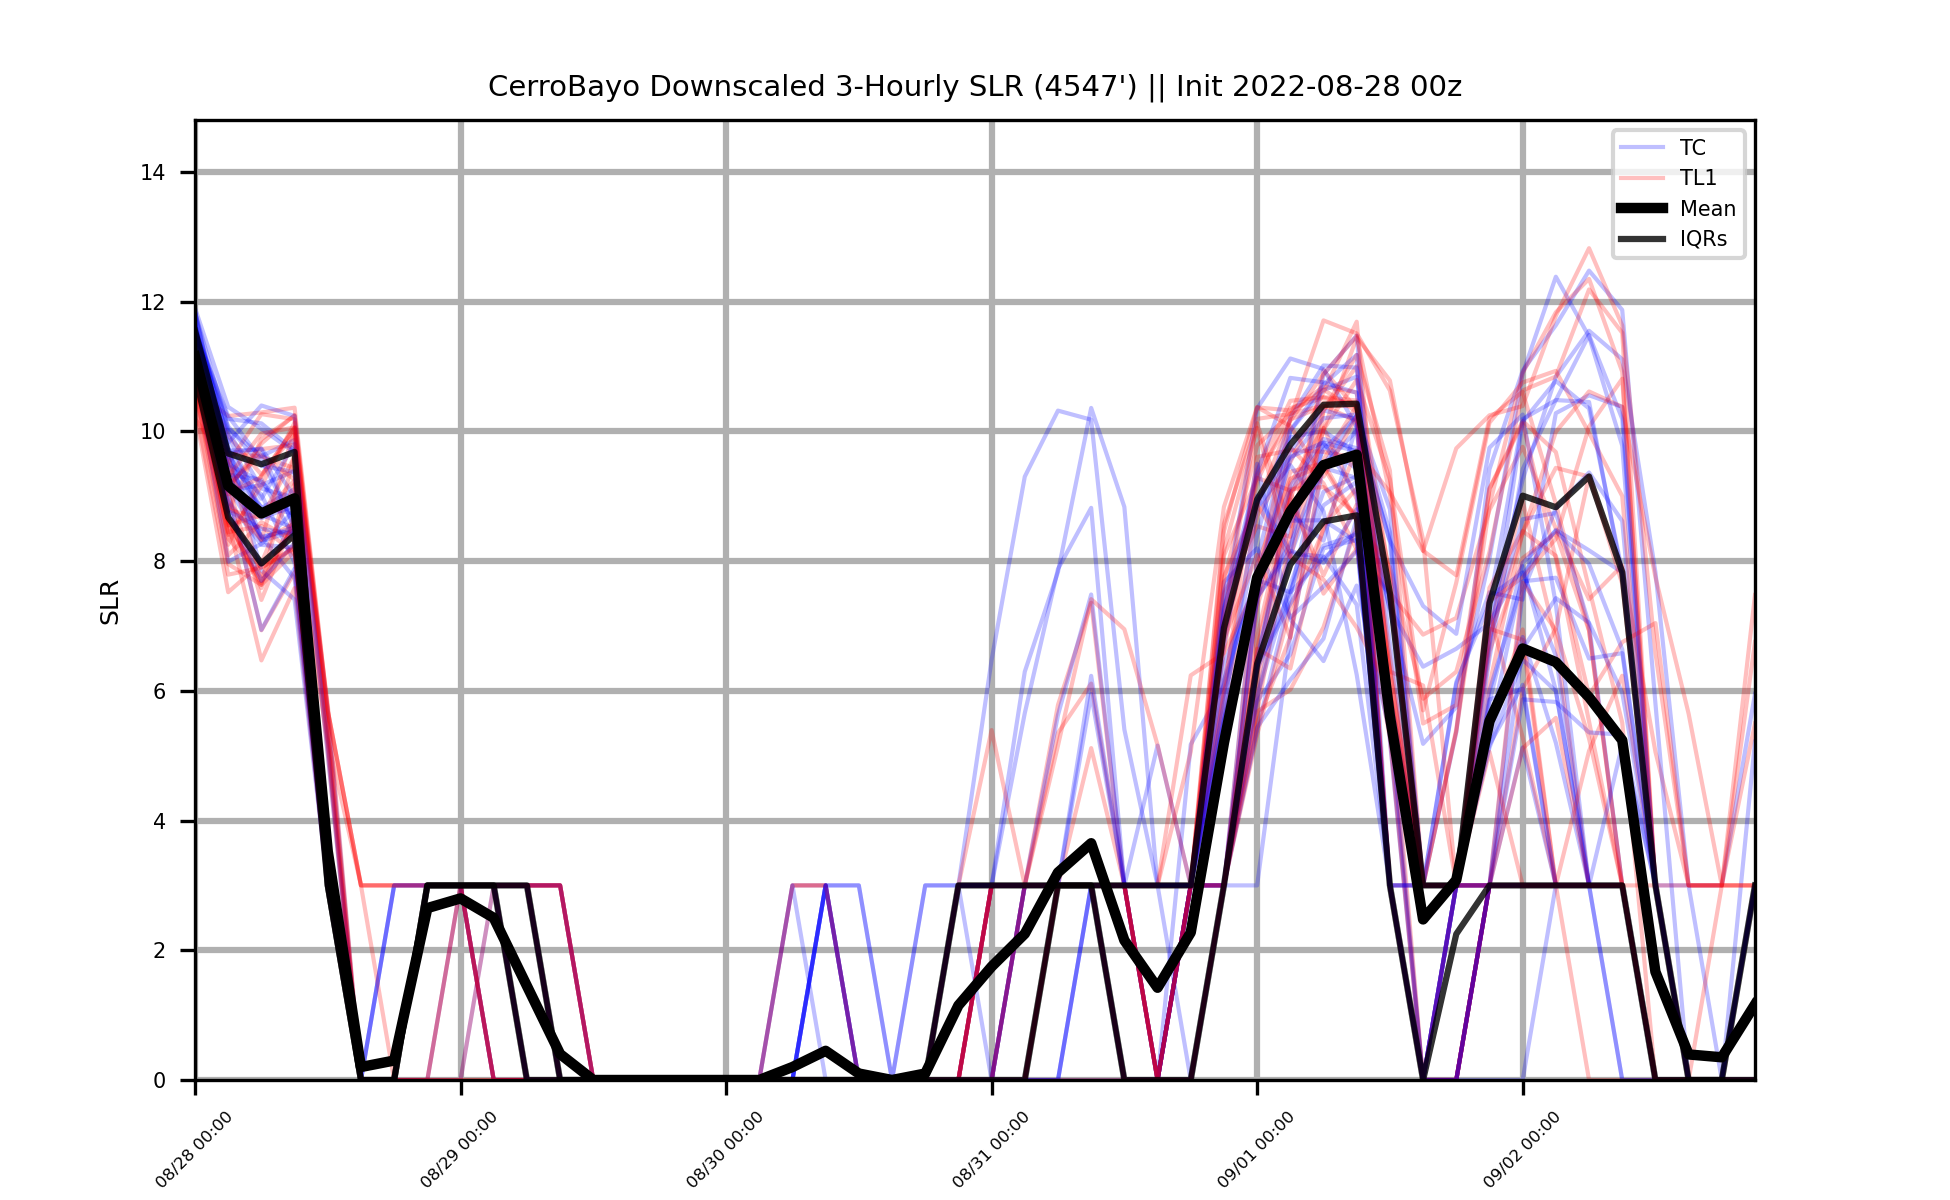 CerroBayo Downscaled 3-Hourly SLR (4547') || Init 2022-08-28 00z
TC
TL1
Mean
IQRs
SLR
14
12
10
8
6
4
2
0
08/28 00:00
08/29 00:00
08/30 00:00
08/31 00:00
09/01 00:00
09/02 00:00